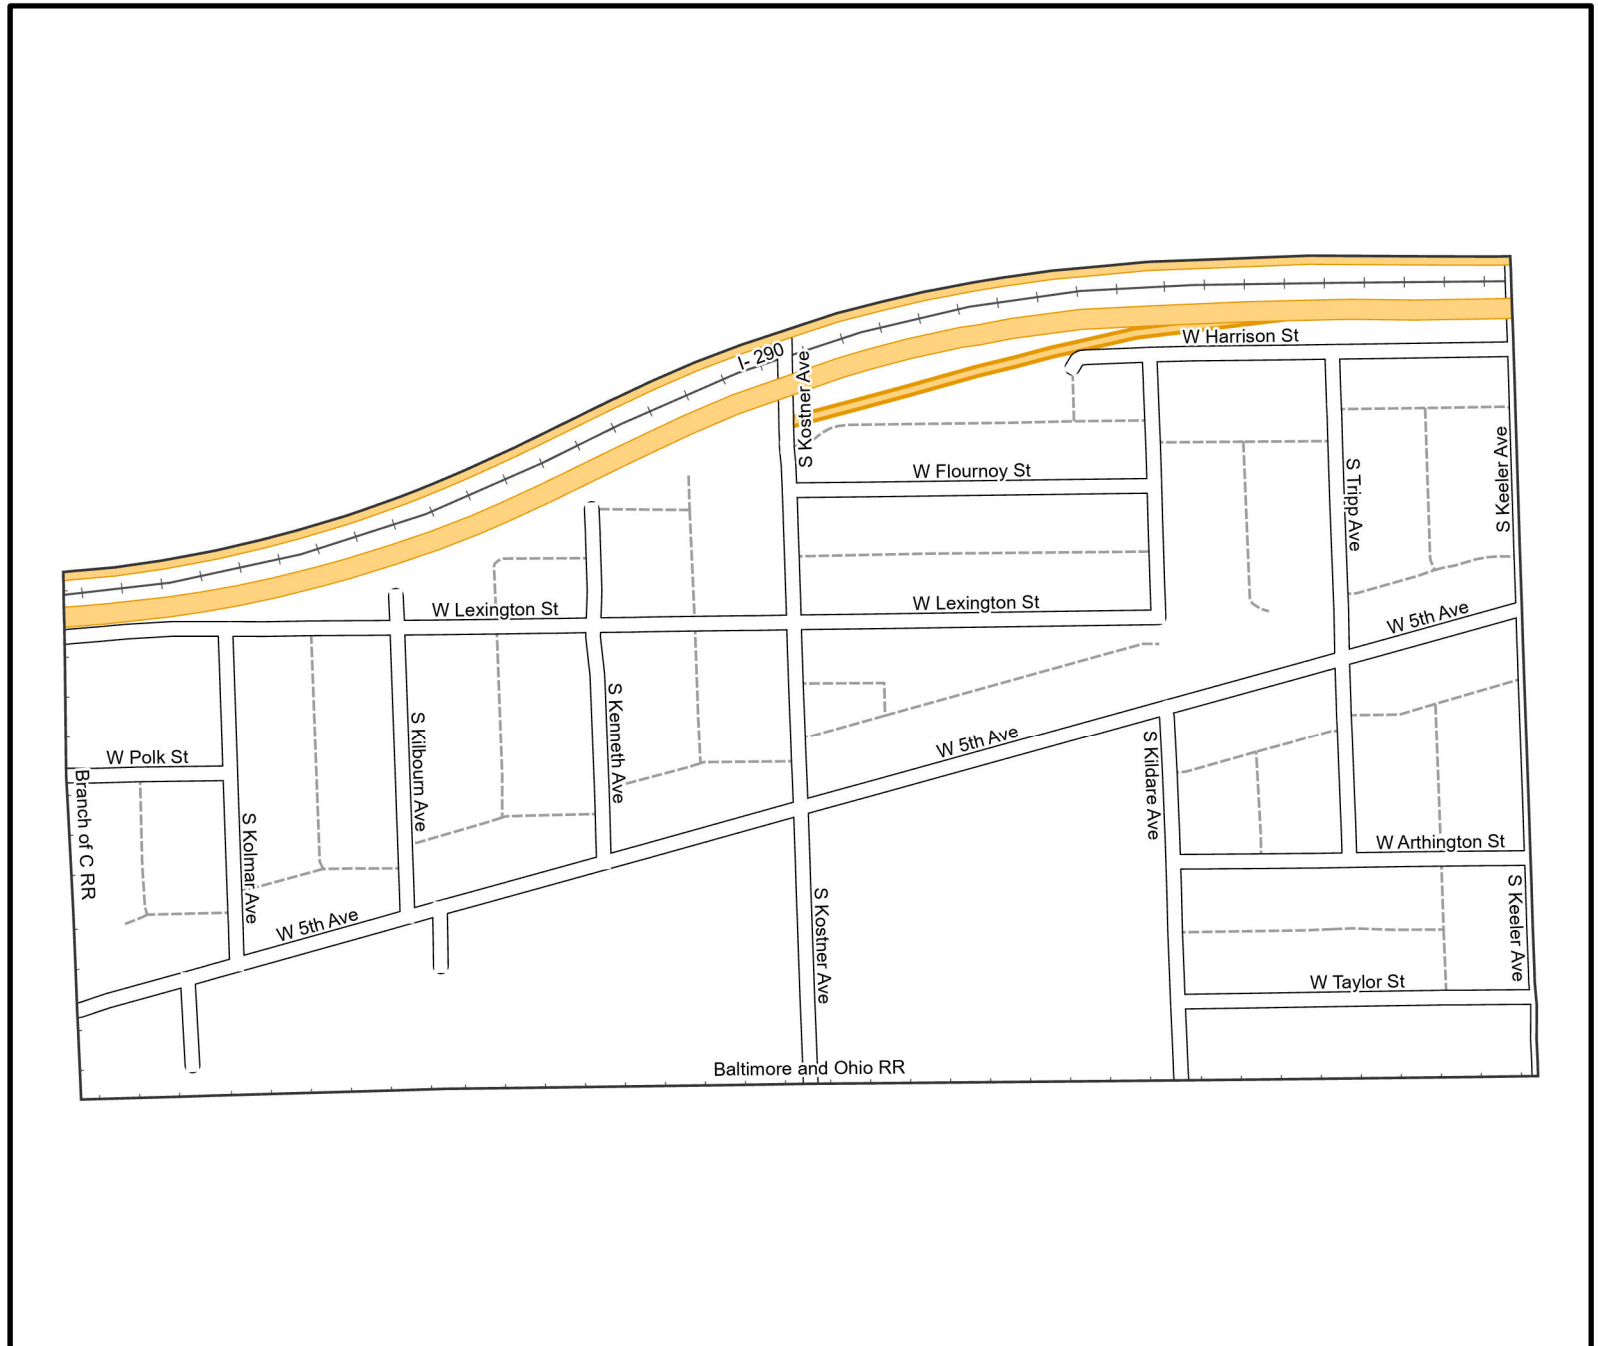 W Harrison St
I- 290
S Kostner Ave
W Flournoy St
S Tripp Ave
S Keeler Ave
W Lexington St
W Lexington St
W 5th Ave
S Kenneth Ave
S Kilbourn Ave
W 5th Ave
S Kildare Ave
W Polk St
Branch of C RR
S Kolmar Ave
W Arthington St
W 5th Ave
S Kostner Ave
S Keeler Ave
W Taylor St
Baltimore and Ohio RR